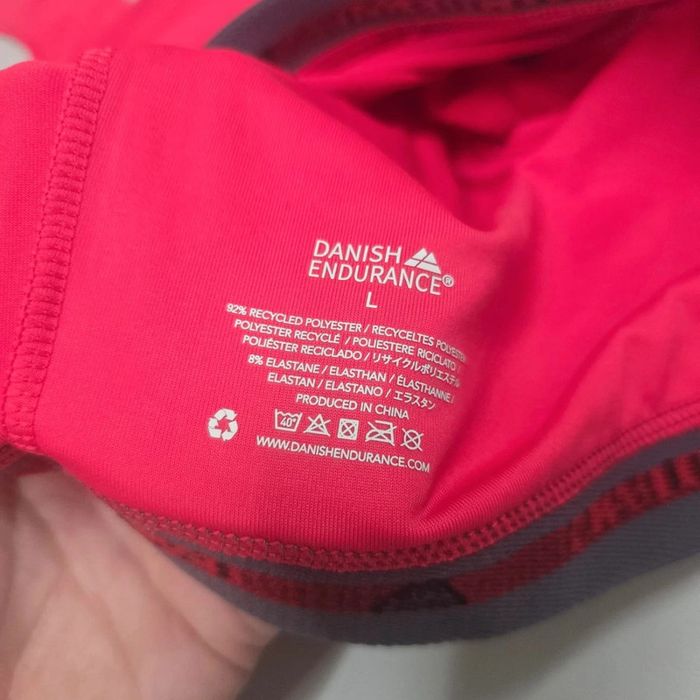 DANISH
ENDURANCE®
L
92% RECYCLED POLYESTER / RECYCELTES POLYESTER
POLYESTER RECYCLÉ / POLIESTERE RICICLATO /
POLIÉSTER RECICLADO / リサイクルポリエステル
8% ELASTANE / ELASTHAN / ÉLASTHANNE /
ELASTAN / ELASTANO / エラスタン
PRODUCED IN CHINA
40°
WWW.DANISHENDURANCE.COM